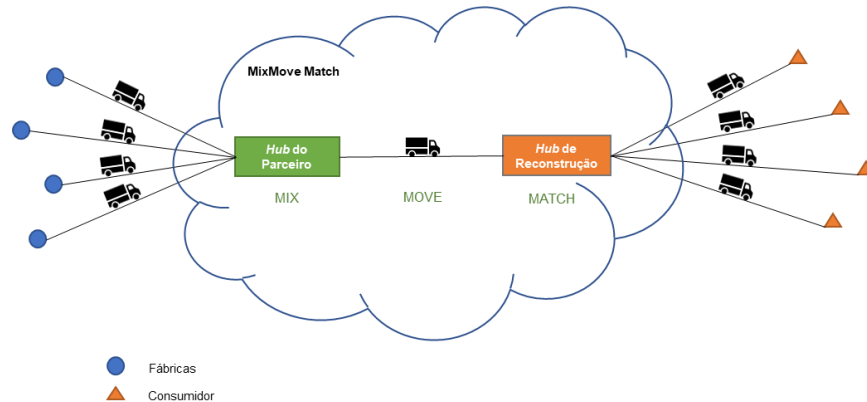 MixMove Match
Hub do
Parceiro
Hub de
Reconstrução
MIX
MOVE
MATCH
Fábricas
Consumidor